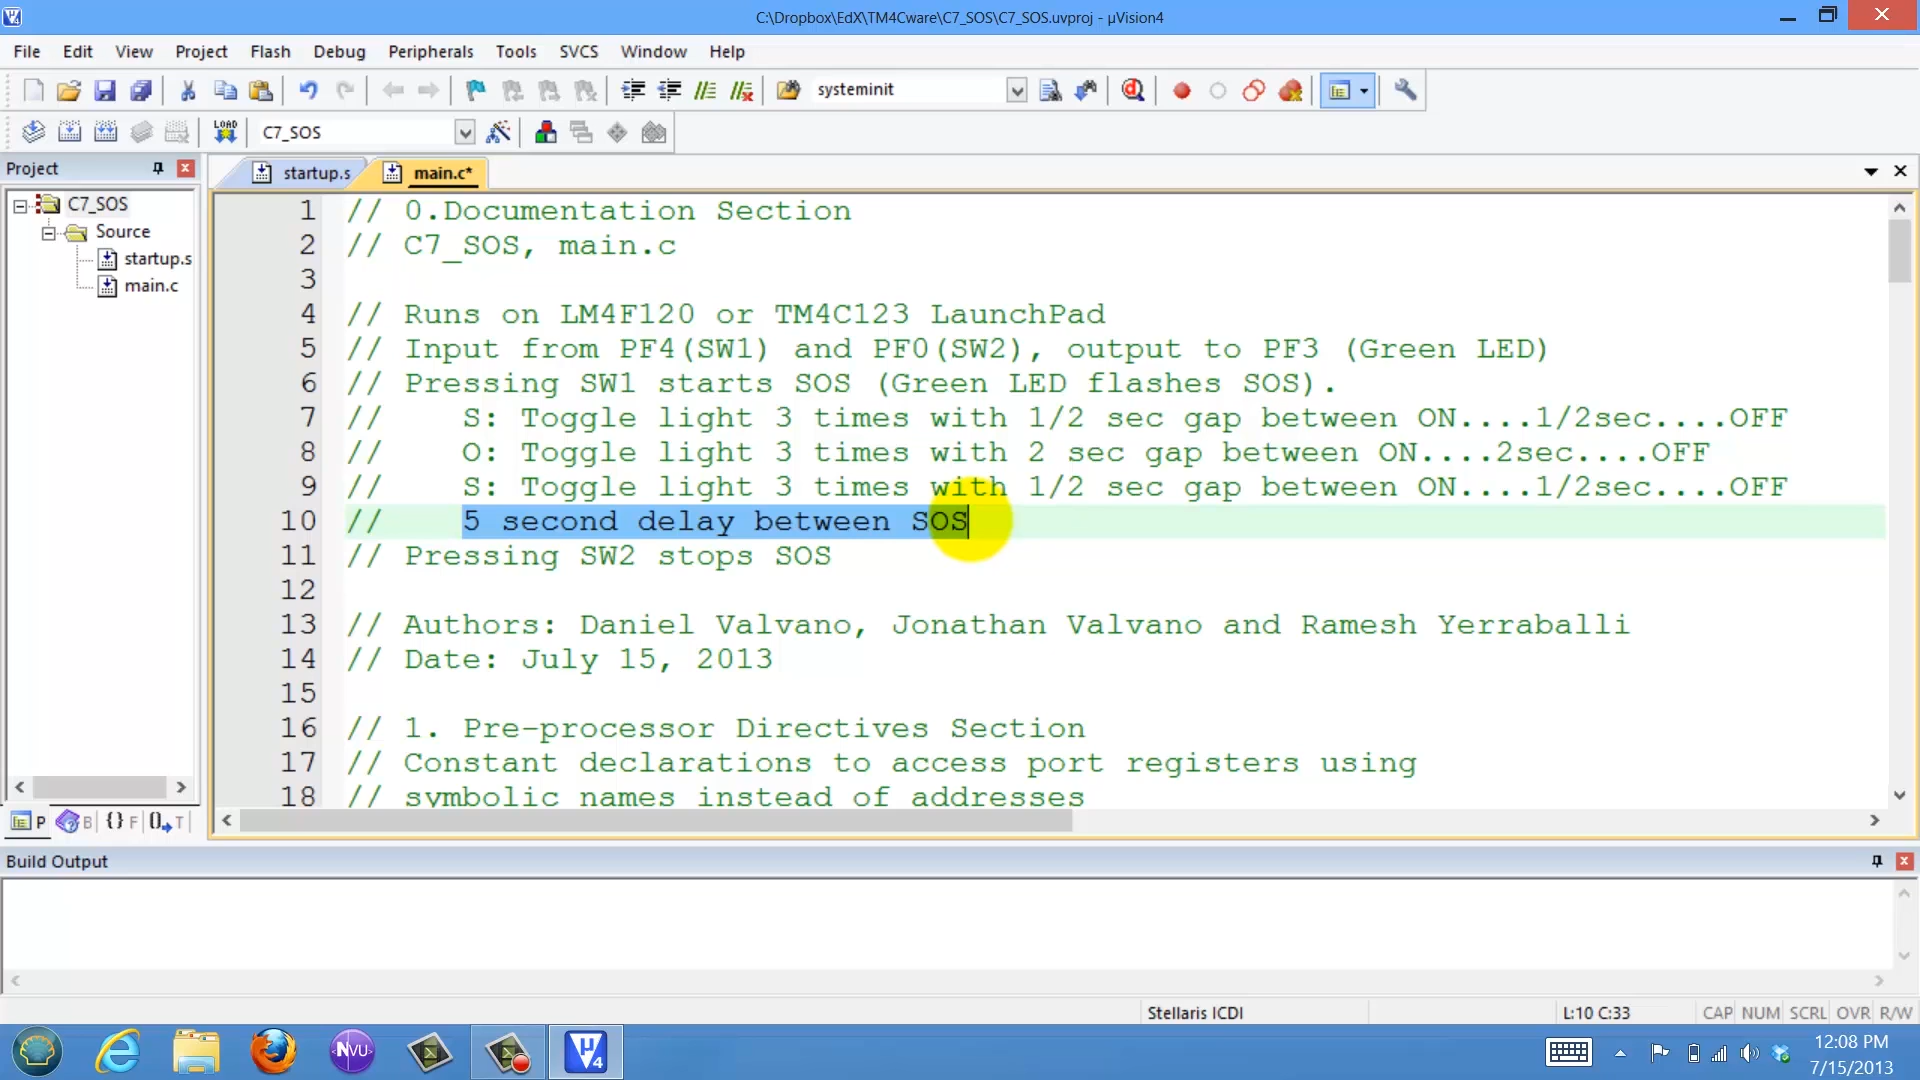 C:\Dropbox\EdX\TM4Cware\C7_SOS\C7_SOS.uvproj - µVision4
File Edit View Project Flash Debug Peripherals Tools SVCS Window Help
systeminit
LOAD C7_SOS
Project
startup.s main.c*
C7_SOS
Source
startup.s
main.c
1 // 0.Documentation Section
2 // C7_SOS, main.c
3
4 // Runs on LM4F120 or TM4C123 LaunchPad
5 // Input from PF4(SW1) and PF0(SW2), output to PF3 (Green LED)
6 // Pressing SW1 starts SOS (Green LED flashes SOS).
7 // S: Toggle light 3 times with 1/2 sec gap between ON....1/2sec....OFF
8 // O: Toggle light 3 times with 2 sec gap between ON....2sec....OFF
9 // S: Toggle light 3 times with 1/2 sec gap between ON....1/2sec....OFF
10 // 5 second delay between SOS
11 // Pressing SW2 stops SOS
12
13 // Authors: Daniel Valvano, Jonathan Valvano and Ramesh Yerraballi
14 // Date: July 15, 2013
15
16 // 1. Pre-processor Directives Section
17 // Constant declarations to access port registers using
18 // symbolic names instead of addresses
P B {} F 0 T
Build Output
Stellaris ICDI L:10 C:33 CAP NUM SCRL OVR R/W
NVU µ4 12:08 PM
7/15/2013